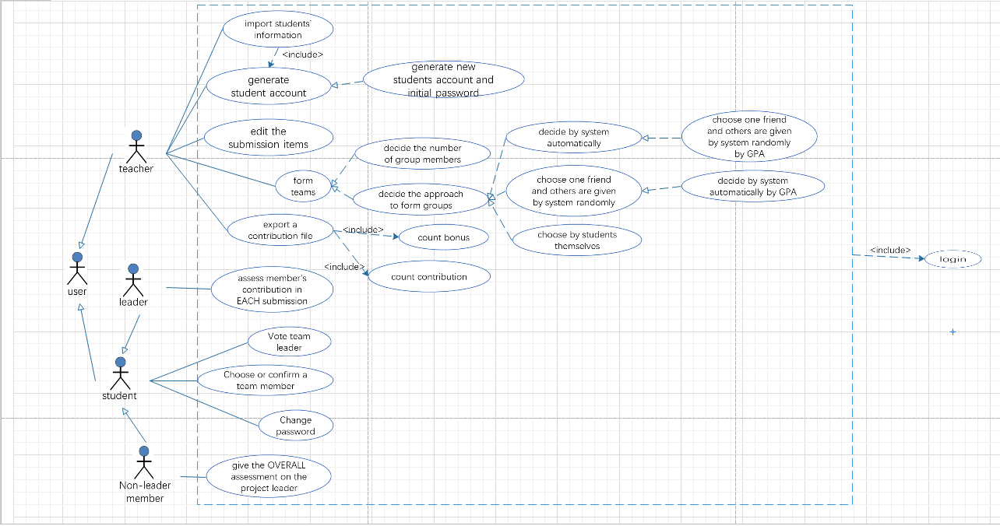 import students'
information
<include>
generate
student account
generate new
students account and
initial password
edit the
submission items
teacher
form
teams
decide the number
of group members
decide the approach
to form groups
decide by system
automatically
choose one friend
and others are given
by system randomly
by GPA
choose one friend
and others are given
by system randomly
decide by system
automatically by GPA
choose by students
themselves
export a
contribution file
<include>
count bonus
<include>
count contribution
<include>
login
user
leader
assess member's
contribution in
EACH submission
Vote team
leader
Choose or confirm a
team member
student
Change
password
give the OVERALL
assessment on the
project leader
Non-leader
member